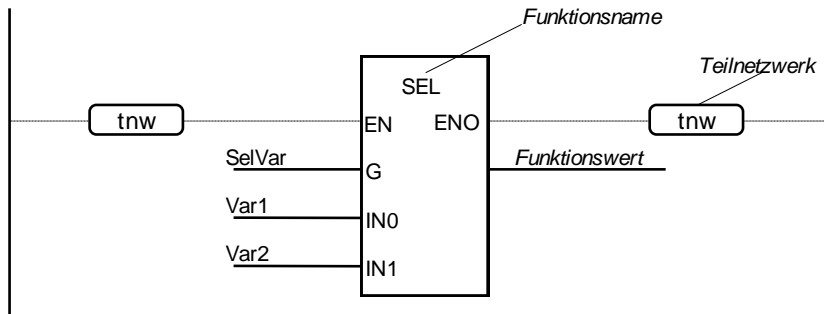 Funktionsname
SEL
Teilnetzwerk
tnw
EN ENO
tnw
SelVar
G
Funktionswert
Var1
IN0
Var2
IN1